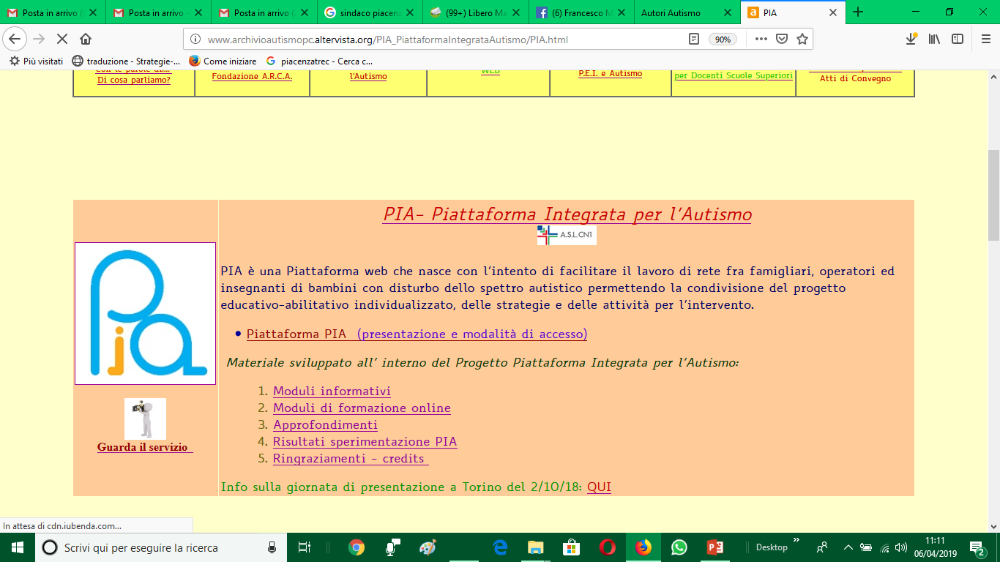 Posta in arrivo (
Posta in arrivo -
Posta in arrivo (
sindaco piacenz
(99+) Libero Ma
(6) Francesco M
Autori Autismo
PIA
www.archivioautismopc.altervista.org/PIA_PiattaformaIntegrataAutismo/PIA.html
90%
Più visitati
traduzione - Strategie-...
Come iniziare
piacenzatrec - Cerca c...
Di cosa parliamo?
Fondazione A.R.C.A.
l'Autismo
WEB
P.E.I. e Autismo
per Docenti Scuole Superiori
Atti di Convegno
PIA- Piattaforma Integrata per l'Autismo
A.S.L. CN1
PIA è una Piattaforma web che nasce con l'intento di facilitare il lavoro di rete fra famigliari, operatori ed
insegnanti di bambini con disturbo dello spettro autistico permettendo la condivisione del progetto
educativo-abilitativo individualizzato, delle strategie e delle attività per l'intervento.
Piattaforma PIA (presentazione e modalità di accesso)
Materiale sviluppato all' interno del Progetto Piattaforma Integrata per l'Autismo:
1. Moduli informativi
2. Moduli di formazione online
3. Approfondimenti
4. Risultati sperimentazione PIA
5. Ringraziamenti - credits
Info sulla giornata di presentazione a Torino del 2/10/18: QUI
Pia
Guarda il servizio
In attesa di cdn.iubenda.com...
Scrivi qui per eseguire la ricerca
Desktop
11:11
06/04/2019
2